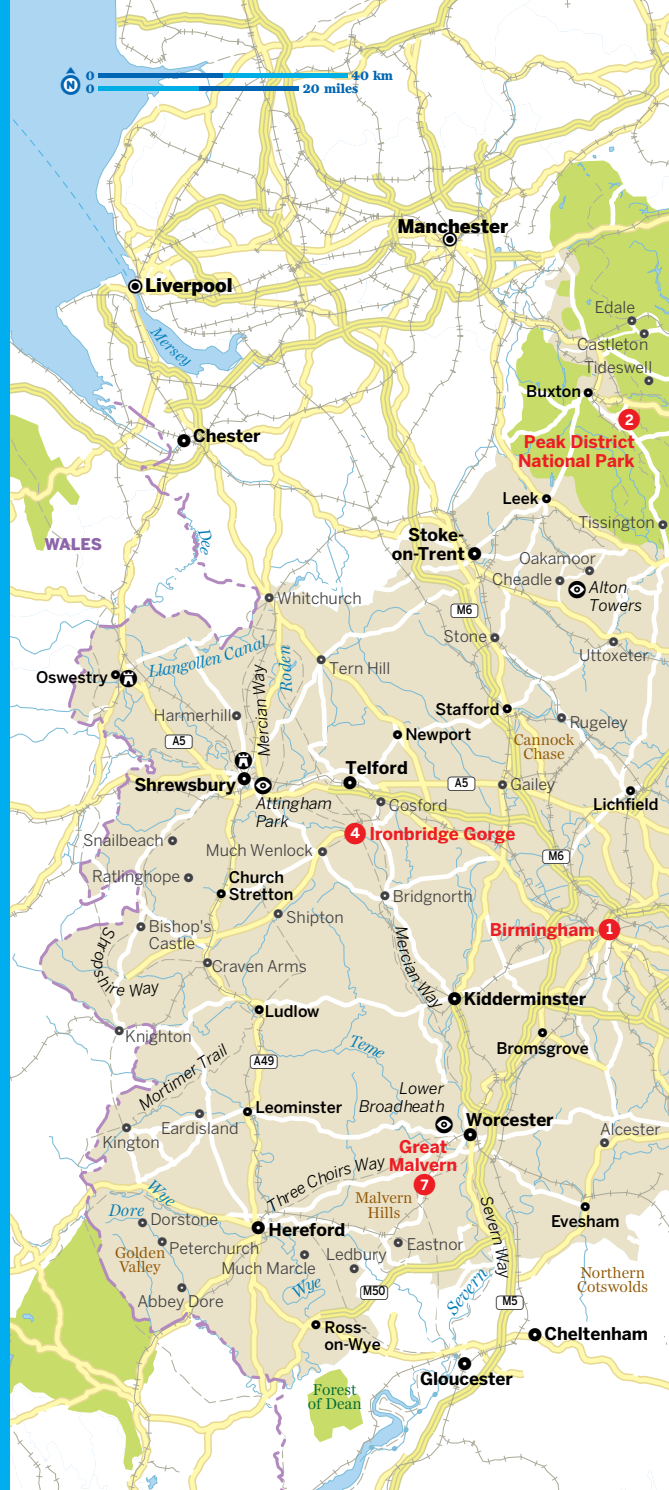 N
0 40 km
0 20 miles
Manchester
Liverpool
Mersey
Edale
Castleton
Tideswell
Buxton
2
Peak District
National Park
Chester
Leek
Tissington
WALES
Dee
Stoke-
on-Trent
Oakamoor
Cheadle
Alton
Towers
Whitchurch
M6
Stone
Uttoxeter
Llangollen Canal
Roden
Tern Hill
Oswestry
Mercian Way
Harmerhill
Stafford
Rugeley
A5
Newport
Cannock
Chase
Shrewsbury
Telford
A5
Gailey
Attingham
Park
Cosford
Lichfield
4 Ironbridge Gorge
Snailbeach
Much Wenlock
M6
Ratlinghope
Church
Stretton
Bridgnorth
Shipton
Bishop's
Castle
Birmingham 1
Shropshire Way
Mercian Way
Craven Arms
Kidderminster
Ludlow
Knighton
Bromsgrove
Teme
A49
Mortimer Trail
Lower
Broadheath
Leominster
Worcester
Eardisland
Kington
Alcester
Great
Malvern
7
Three Choirs Way
Wye
Malvern
Hills
Dore
Dorstone
Hereford
Evesham
Severn Way
Golden
Valley
Peterchurch
Eastnor
Ledbury
Much Marcle
Northern
Cotswolds
Wye
Abbey Dore
M50
Severn
M5
Ross-
on-Wye
Cheltenham
Gloucester
Forest
of Dean